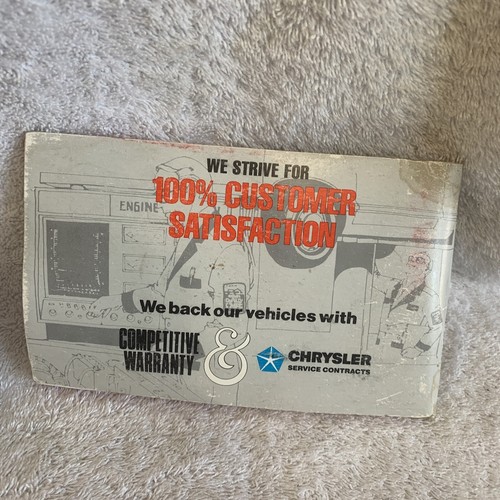 WE STRIVE FOR
100% CUSTOMER
SATISFACTION
ENGINE
We back our vehicles with
COMPETITIVE
WARRANTY
&
CHRYSLER
SERVICE CONTRACTS